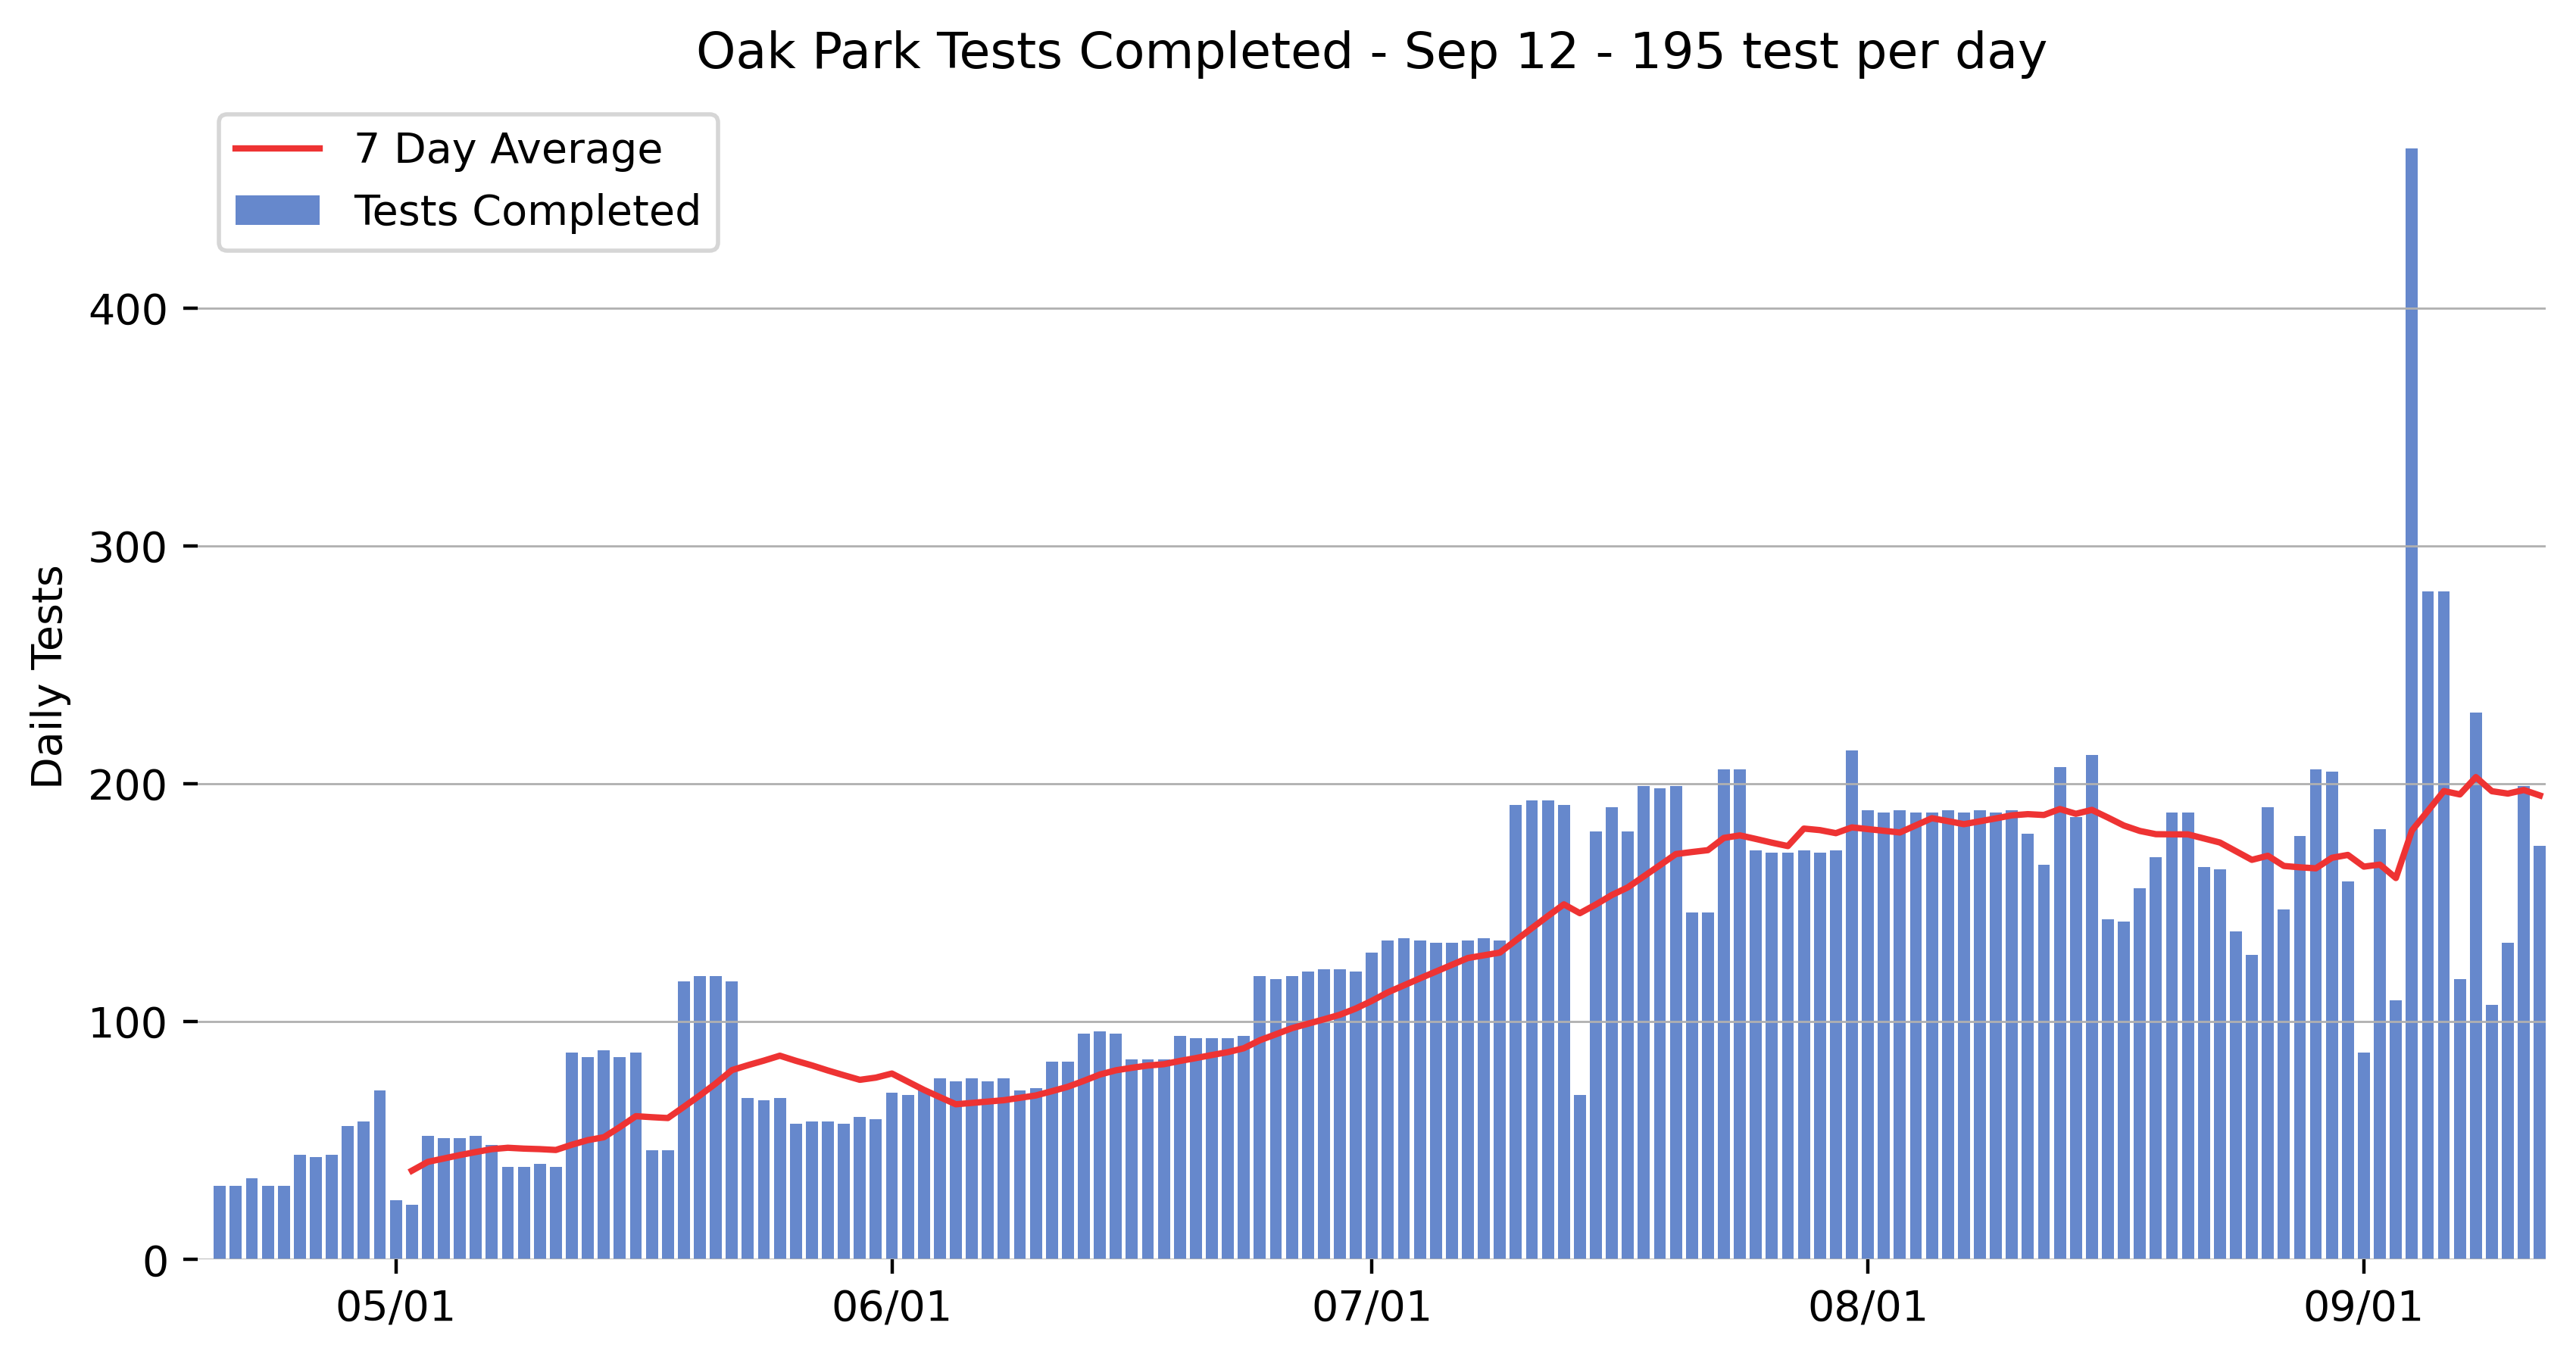 Oak Park Tests Completed - Sep 12 - 195 test per day
7 Day Average
Tests Completed
Daily Tests
400
300
200
100
0
05/01
06/01
07/01
08/01
09/01